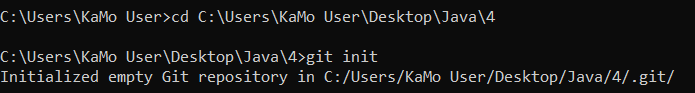 C:\Users\KaMo User>cd C:\Users\KaMo User\Desktop\Java\4
C:\Users\KaMo User\Desktop\Java\4>git init
Initialized empty Git repository in C:/Users/KaMo User/Desktop/Java/4/.git/